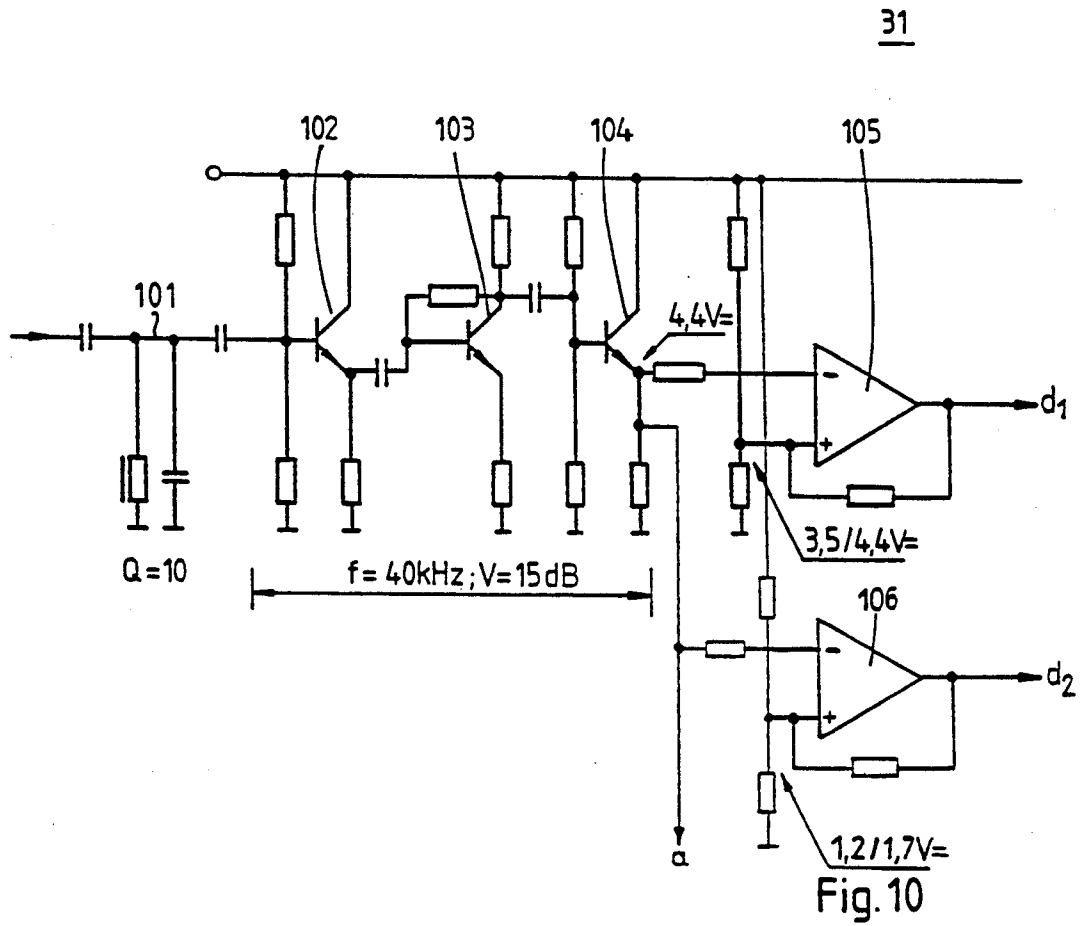 31
102
103
104
105
101
4,4V=
-
d1
+
3,5/4,4V=
Q=10
f=40kHz; V=15dB
106
-
d2
+
a
1,2/1,7V=
Fig.10